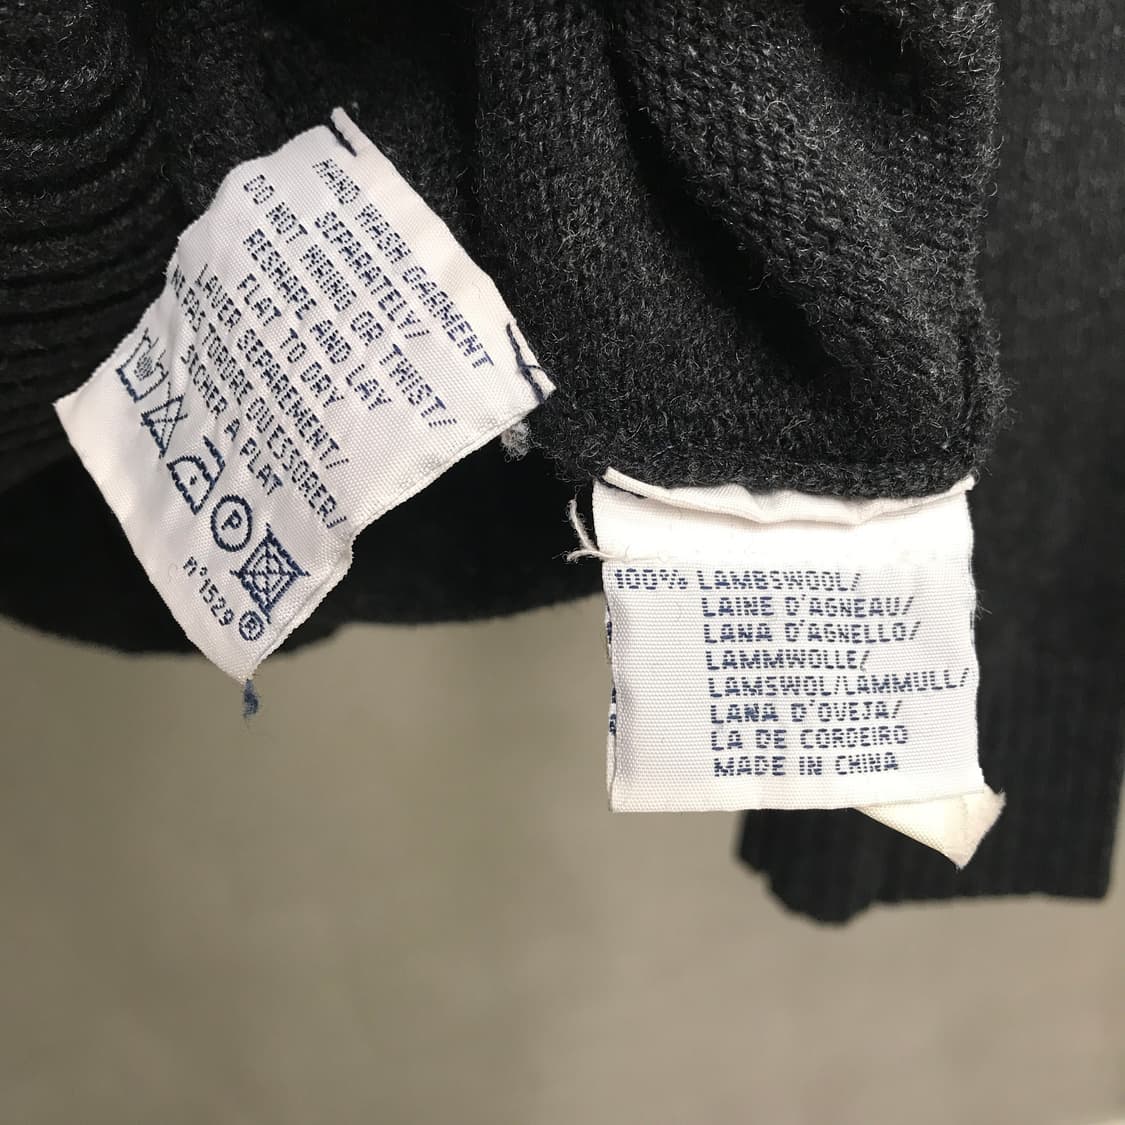 HAND WASH GARMENT
SEPARATELY/
DO NOT WRING OR TWIST/
RESHAPE AND LAY
FLAT TO DRY
LAVER SEPAREMENT/
NE PAS TORDRE OU ESSORER/
SECHER A PLAT
P
n°1529 ®
100% LAMBSWOOL/
LAINE D'AGNEAU/
LANA D'AGNELLO/
LAMMWOLLE/
LAMSWOL/LAMMULL/
LANA D'OVEJA/
LA DE CORDEIRO
MADE IN CHINA